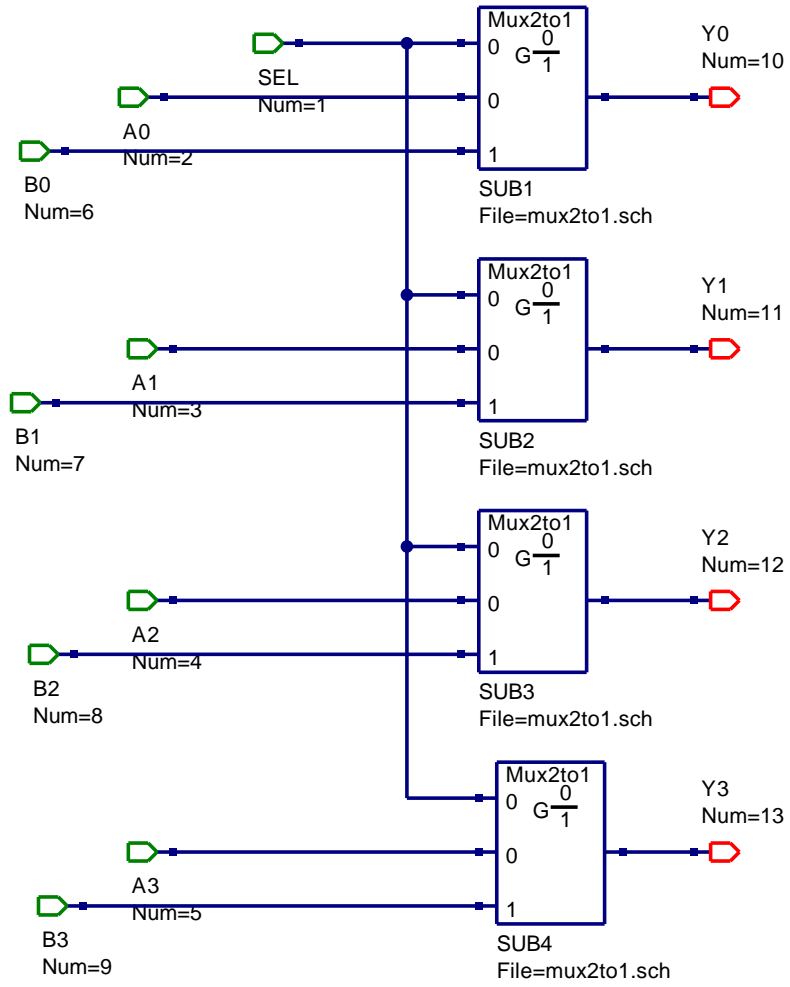 Mux2to1
0
G
0
1
0
1
SEL
Num=1
A0
Num=2
B0
Num=6
Y0
Num=10
SUB1
File=mux2to1.sch
Mux2to1
0
G
0
1
0
1
A1
Num=3
B1
Num=7
Y1
Num=11
SUB2
File=mux2to1.sch
Mux2to1
0
G
0
1
0
1
A2
Num=4
B2
Num=8
Y2
Num=12
SUB3
File=mux2to1.sch
Mux2to1
0
G
0
1
0
1
A3
Num=5
B3
Num=9
Y3
Num=13
SUB4
File=mux2to1.sch